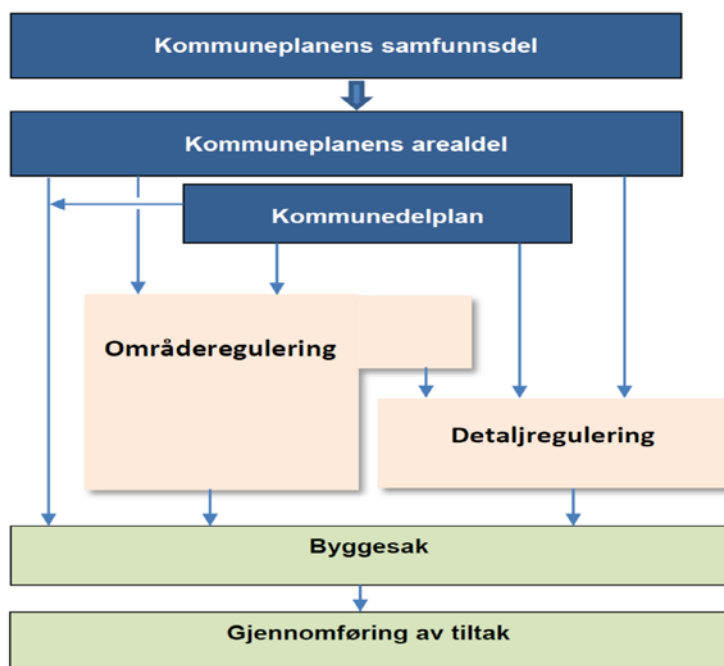 Kommuneplanens samfunnsdel
Kommuneplanens arealdel
Kommunedelplan
Områderegulering
Detaljregulering
Byggesak
Gjennomføring av tiltak